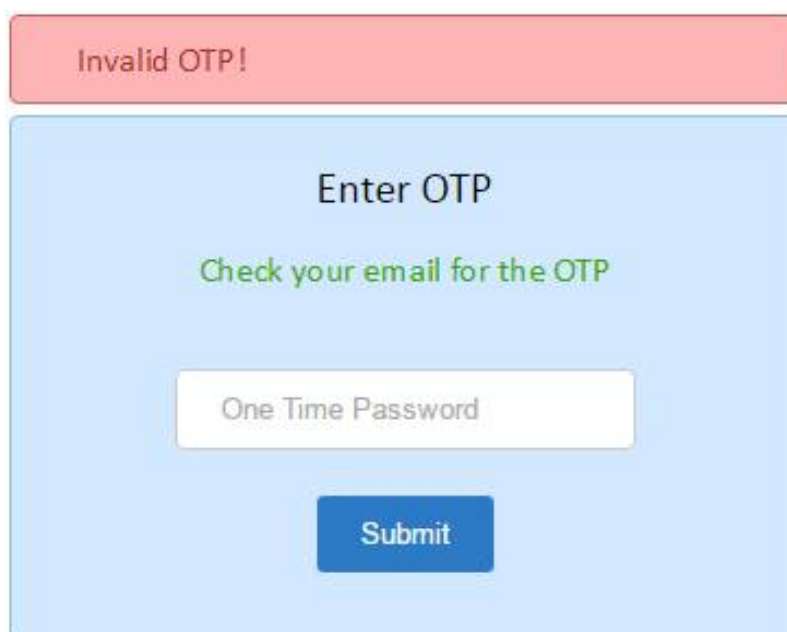 Invalid OTP!
Enter OTP
Check your email for the OTP
One Time Password
Submit